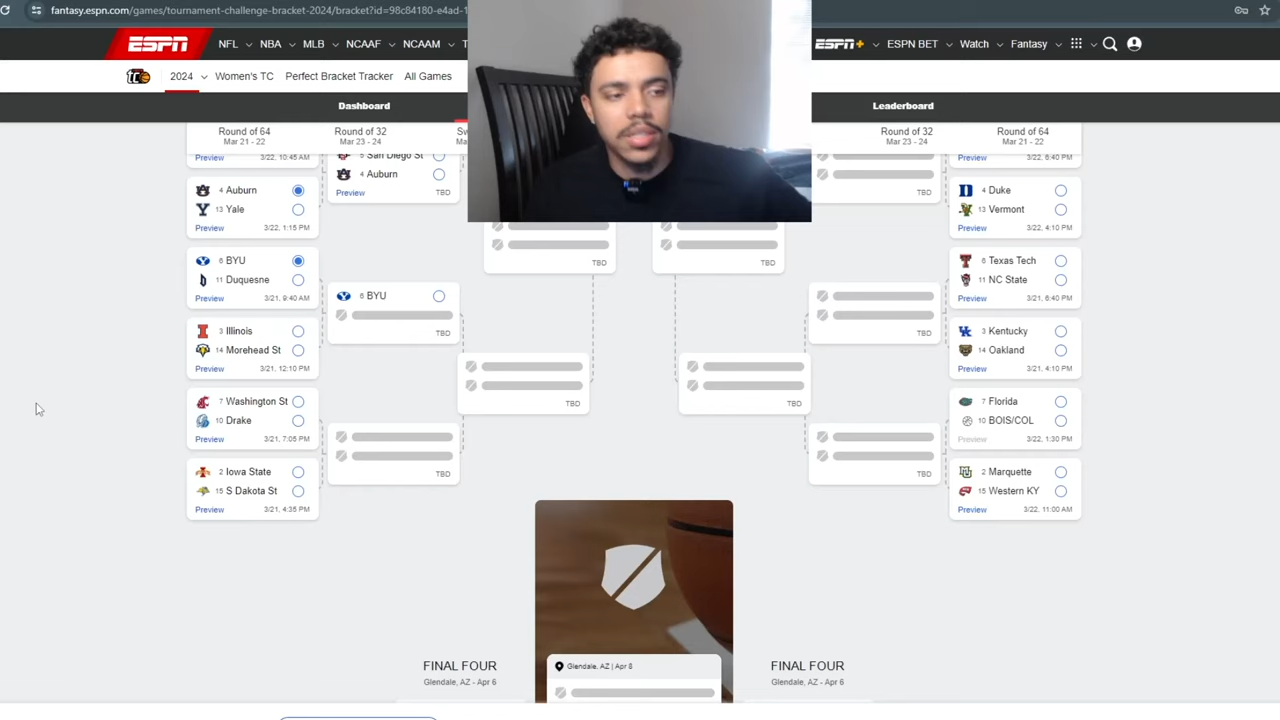 fantasy.espn.com/games/tournament-challenge-bracket-2024/bracket?id=98c84180-e4ad-1
ESPN NFL NBA MLB NCAAF NCAAM ESPN+ ESPN BET Watch Fantasy
TC 2024 Women's TC Perfect Bracket Tracker All Games
Dashboard Leaderboard
Round of 64 Round of 32 Round of 32 Round of 64
Mar 21 - 22 Mar 23 - 24 Mar 23 - 24 Mar 21 - 22
Preview 3/22, 10:45 AM 5 San Diego St 3/22, 6:40 PM
4 Auburn
Preview TBD
TBD
4 Auburn
13 Yale
Preview 3/22, 1:15 PM
4 Duke
13 Vermont
Preview 3/22, 4:10 PM
TBD TBD
6 BYU
11 Duquesne
Preview 3/21, 9:40 AM
6 BYU
TBD
TBD
6 Texas Tech
11 NC State
Preview 3/21, 6:40 PM
3 Illinois
14 Morehead St
Preview 3/21, 12:10 PM
3 Kentucky
14 Oakland
Preview 3/21, 4:10 PM
TBD TBD
7 Washington St
10 Drake
Preview 3/21, 7:05 PM
7 Florida
10 BOIS/COL
Preview 3/22, 1:30 PM
TBD TBD
2 Iowa State
15 S Dakota St
Preview 3/21, 4:35 PM
2 Marquette
15 Western KY
Preview 3/22, 11:00 AM
FINAL FOUR
Glendale, AZ - Apr 6
Glendale, AZ | Apr 8
FINAL FOUR
Glendale, AZ - Apr 6